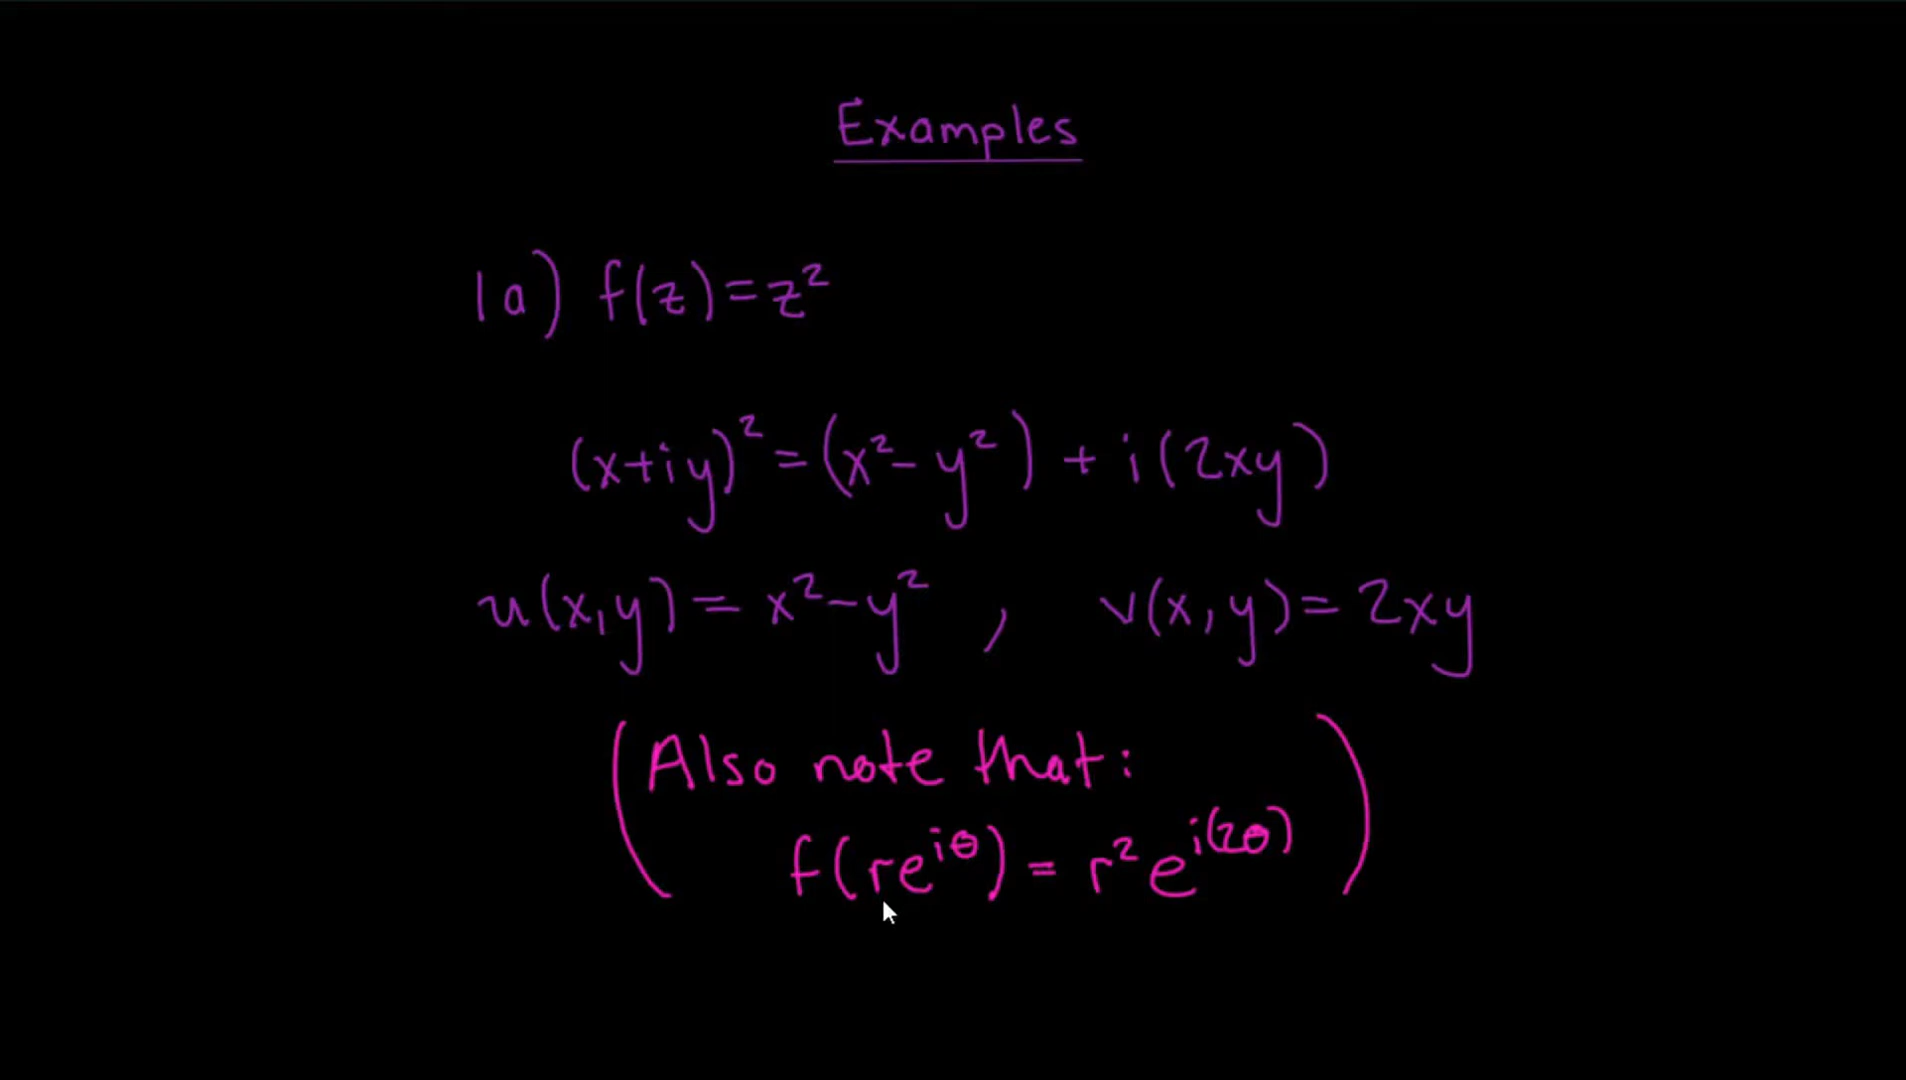 Examples
1a) f(z)=z²
(x+iy)²=(x²-y²) + i(2xy)
u(x,y) = x²-y² , v(x,y)= 2xy
(Also note that:
f(re^{iθ}) = r²e^{i(2θ)})